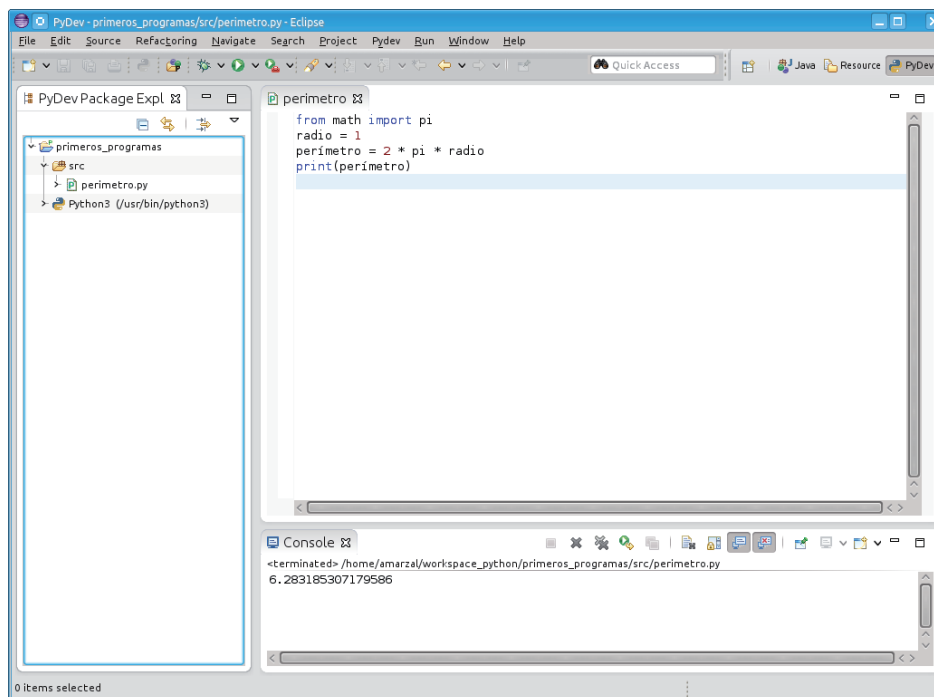 PyDev - primeros_programas/src/perimetro.py - Eclipse
File Edit Source Refactoring Navigate Search Project Pydev Run Window Help
Quick Access Java Resource PyDev
PyDev Package Expl
primeros_programas
src
perimetro.py
Python3 (/usr/bin/python3)
perimetro
from math import pi
radio = 1
perímetro = 2 * pi * radio
print(perímetro)
Console
<terminated> /home/amarzal/workspace_python/primeros_programas/src/perimetro.py
6.283185307179586
0 items selected